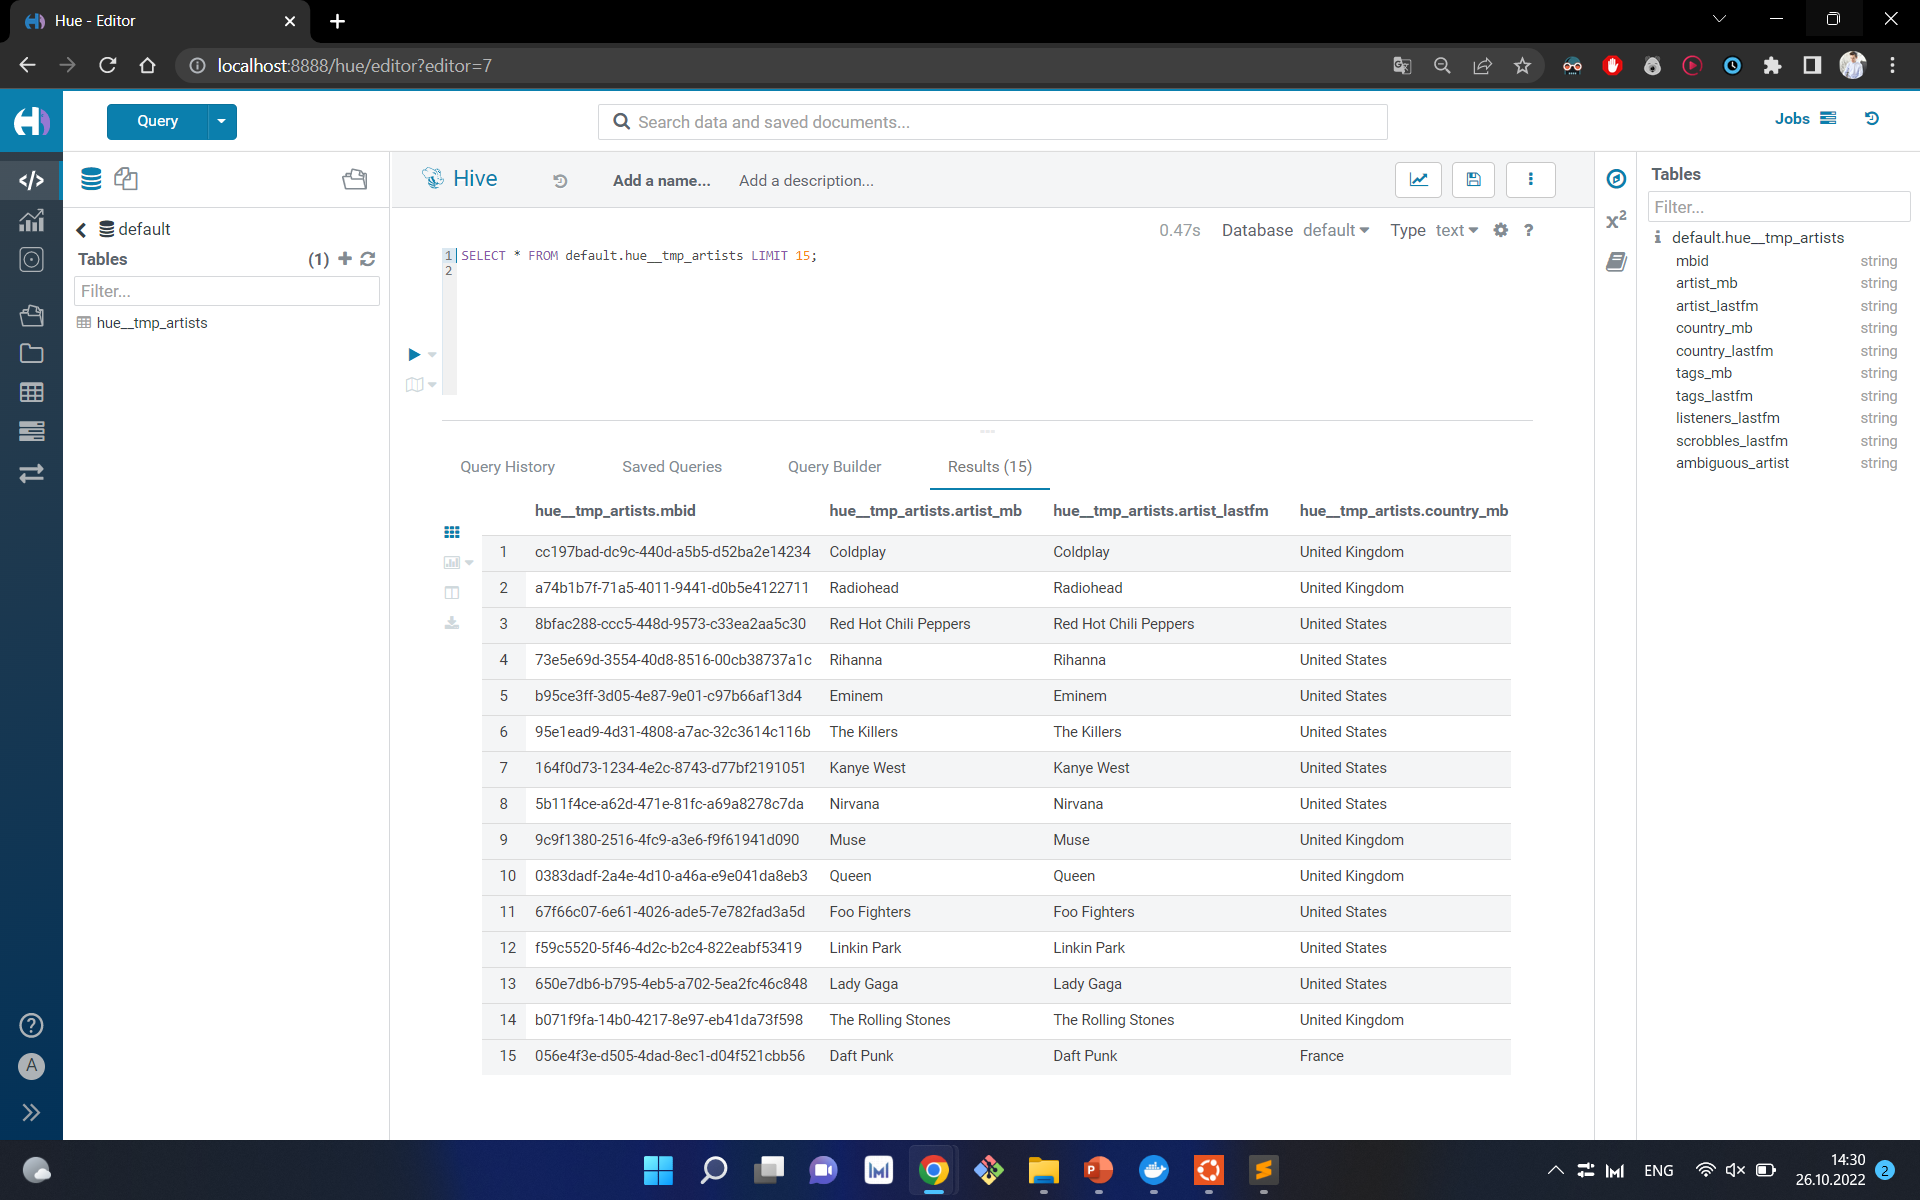 Hue - Editor
localhost:8888/hue/editor?editor=7
Query
Search data and saved documents...
Jobs
default
Tables
(1)
Filter...
hue__tmp_artists
Hive
Add a name...
Add a description...
0.47s
Database default
Type text
?
1 SELECT * FROM default.hue__tmp_artists LIMIT 15;
2
Query History
Saved Queries
Query Builder
Results (15)
hue__tmp_artists.mbid hue__tmp_artists.artist_mb hue__tmp_artists.artist_lastfm hue__tmp_artists.country_mb
1 cc197bad-dc9c-440d-a5b5-d52ba2e14234 Coldplay Coldplay United Kingdom
2 a74b1b7f-71a5-4011-9441-d0b5e4122711 Radiohead Radiohead United Kingdom
3 8bfac288-ccc5-448d-9573-c33ea2aa5c30 Red Hot Chili Peppers Red Hot Chili Peppers United States
4 73e5e69d-3554-40d8-8516-00cb38737a1c Rihanna Rihanna United States
5 b95ce3ff-3d05-4e87-9e01-c97b66af13d4 Eminem Eminem United States
6 95e1ead9-4d31-4808-a7ac-32c3614c116b The Killers The Killers United States
7 164f0d73-1234-4e2c-8743-d77bf2191051 Kanye West Kanye West United States
8 5b11f4ce-a62d-471e-81fc-a69a8278c7da Nirvana Nirvana United States
9 9c9f1380-2516-4fc9-a3e6-f9f61941d090 Muse Muse United Kingdom
10 0383dadf-2a4e-4d10-a46a-e9e041da8eb3 Queen Queen United Kingdom
11 67f66c07-6e61-4026-ade5-7e782fad3a5d Foo Fighters Foo Fighters United States
12 f59c5520-5f46-4d2c-b2c4-822eabf53419 Linkin Park Linkin Park United States
13 650e7db6-b795-4eb5-a702-5ea2fc46c848 Lady Gaga Lady Gaga United States
14 b071f9fa-14b0-4217-8e97-eb41da73f598 The Rolling Stones The Rolling Stones United Kingdom
15 056e4f3e-d505-4dad-8ec1-d04f521cbb56 Daft Punk Daft Punk France
x²
Tables
Filter...
default.hue__tmp_artists
mbid string
artist_mb string
artist_lastfm string
country_mb string
country_lastfm string
tags_mb string
tags_lastfm string
listeners_lastfm string
scrobbles_lastfm string
ambiguous_artist string
A
ENG
14:30
26.10.2022
2